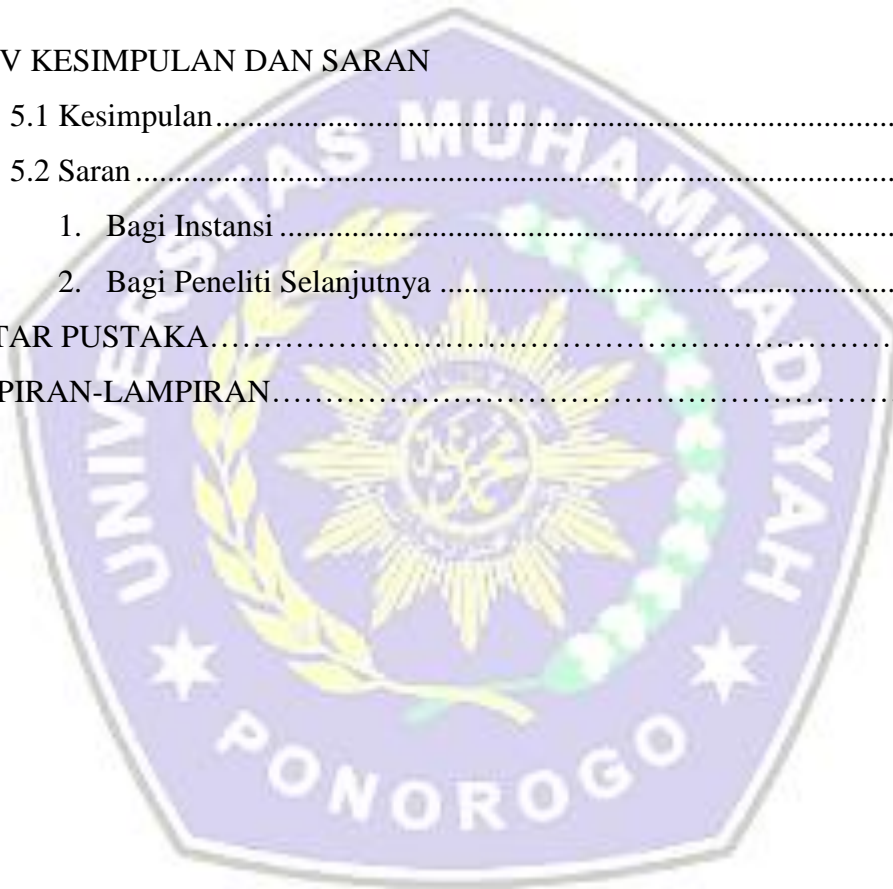 V KESIMPULAN DAN SARAN
5.1 Kesimpulan................................................................................
5.2 Saran..........................................................................................
1. Bagi Instansi.........................................................................
2. Bagi Peneliti Selanjutnya.....................................................
TAR PUSTAKA……………………………………………………………
PIRAN-LAMPIRAN………………………………………………………
UNIVERSITAS MUHAMMADIYAH
PONOROGO